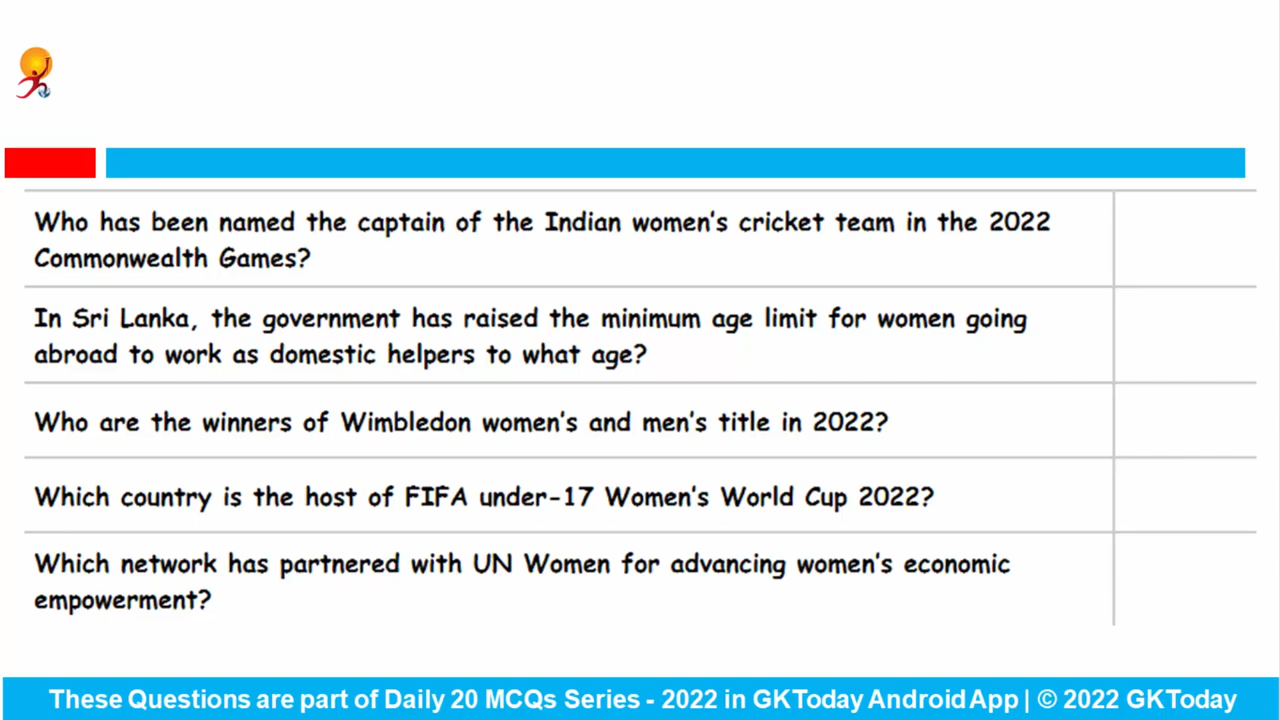 Who has been named the captain of the Indian women's cricket team in the 2022
Commonwealth Games?
In Sri Lanka, the government has raised the minimum age limit for women going
abroad to work as domestic helpers to what age?
Who are the winners of Wimbledon women's and men's title in 2022?
Which country is the host of FIFA under-17 Women's World Cup 2022?
Which network has partnered with UN Women for advancing women's economic
empowerment?
These Questions are part of Daily 20 MCQs Series - 2022 in GKToday Android App | © 2022 GKToday